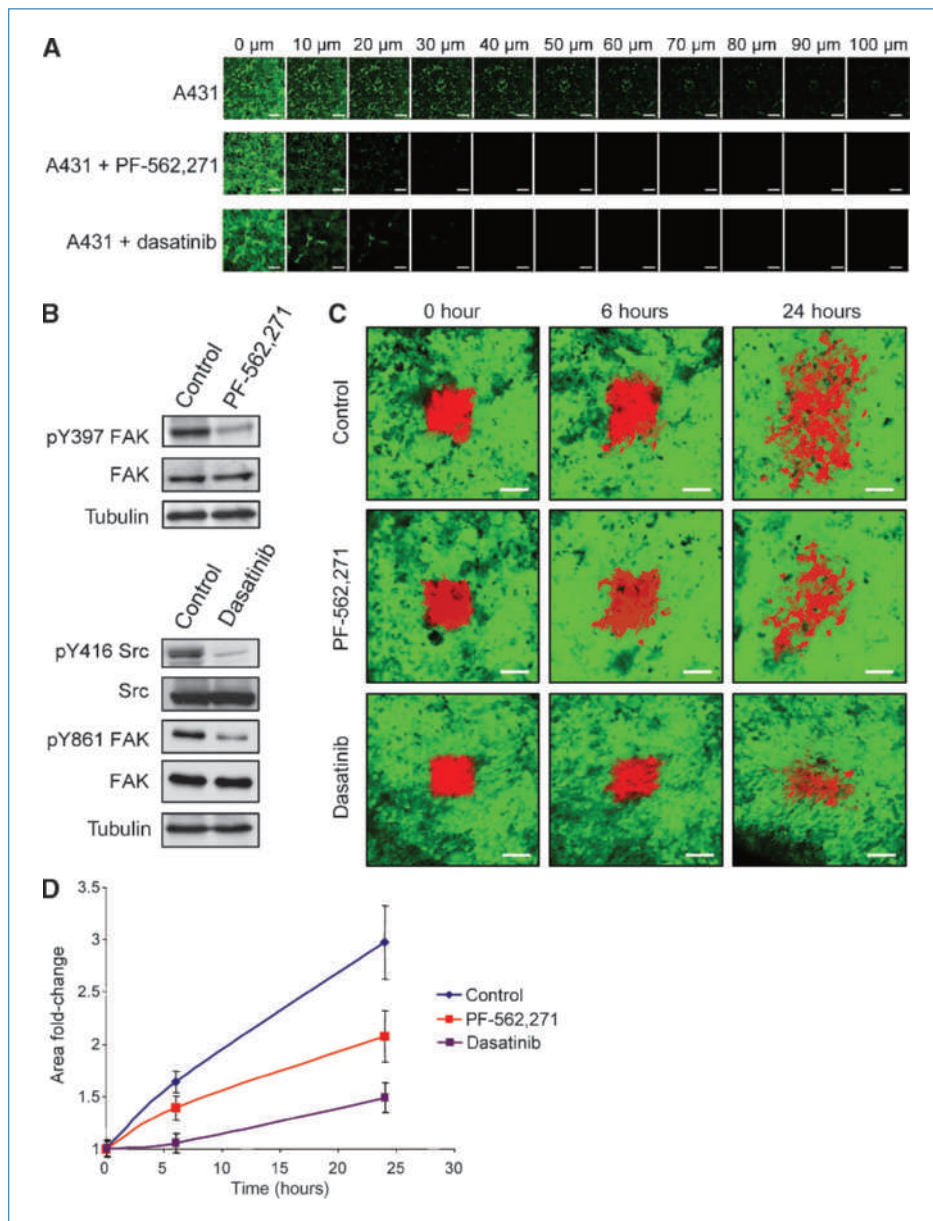 A
0 µm 10 µm 20 µm 30 µm 40 µm 50 µm 60 µm 70 µm 80 µm 90 µm 100 µm
A431
A431 + PF-562,271
A431 + dasatinib
B
Control PF-562,271
pY397 FAK
FAK
Tubulin
Control Dasatinib
pY416 Src
Src
pY861 FAK
FAK
Tubulin
C
0 hour 6 hours 24 hours
Control
PF-562,271
Dasatinib
D
3.5
3
2.5
2
1.5
1
Area fold-change
0 5 10 15 20 25 30
Time (hours)
Control
PF-562,271
Dasatinib